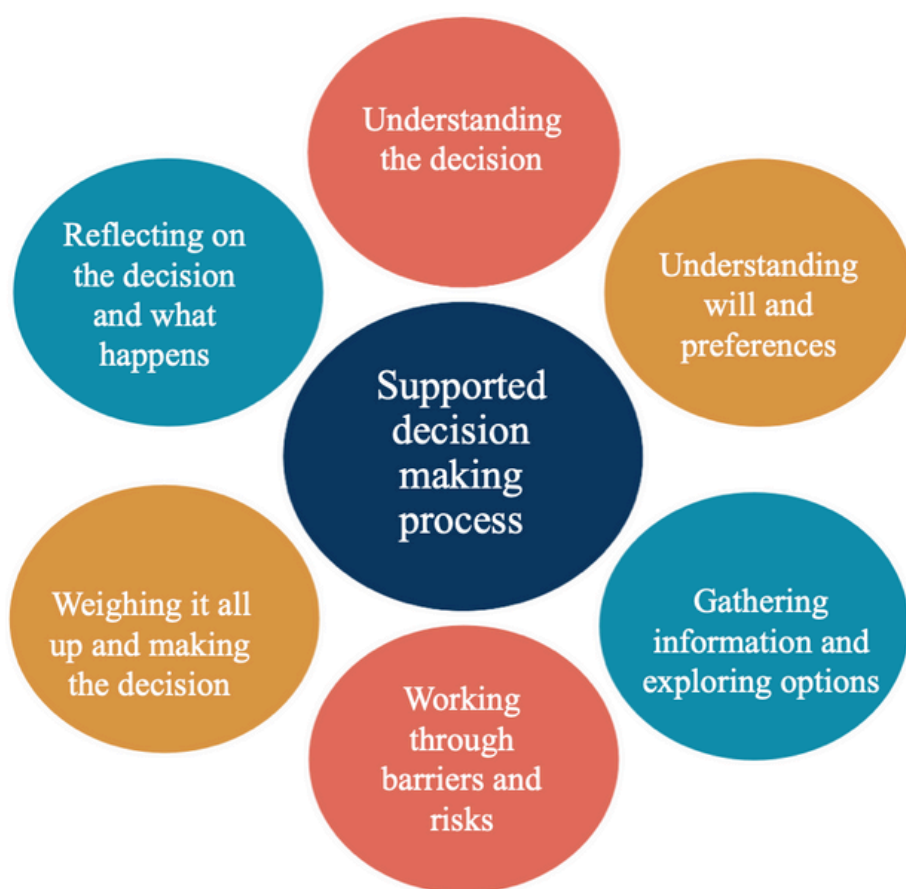 Understanding
the decision
Understanding
will and
preferences
Gathering
information and
exploring options
Working
through
barriers and
risks
Weighing it all
up and making
the decision
Reflecting on
the decision
and what
happens
Supported
decision
making
process